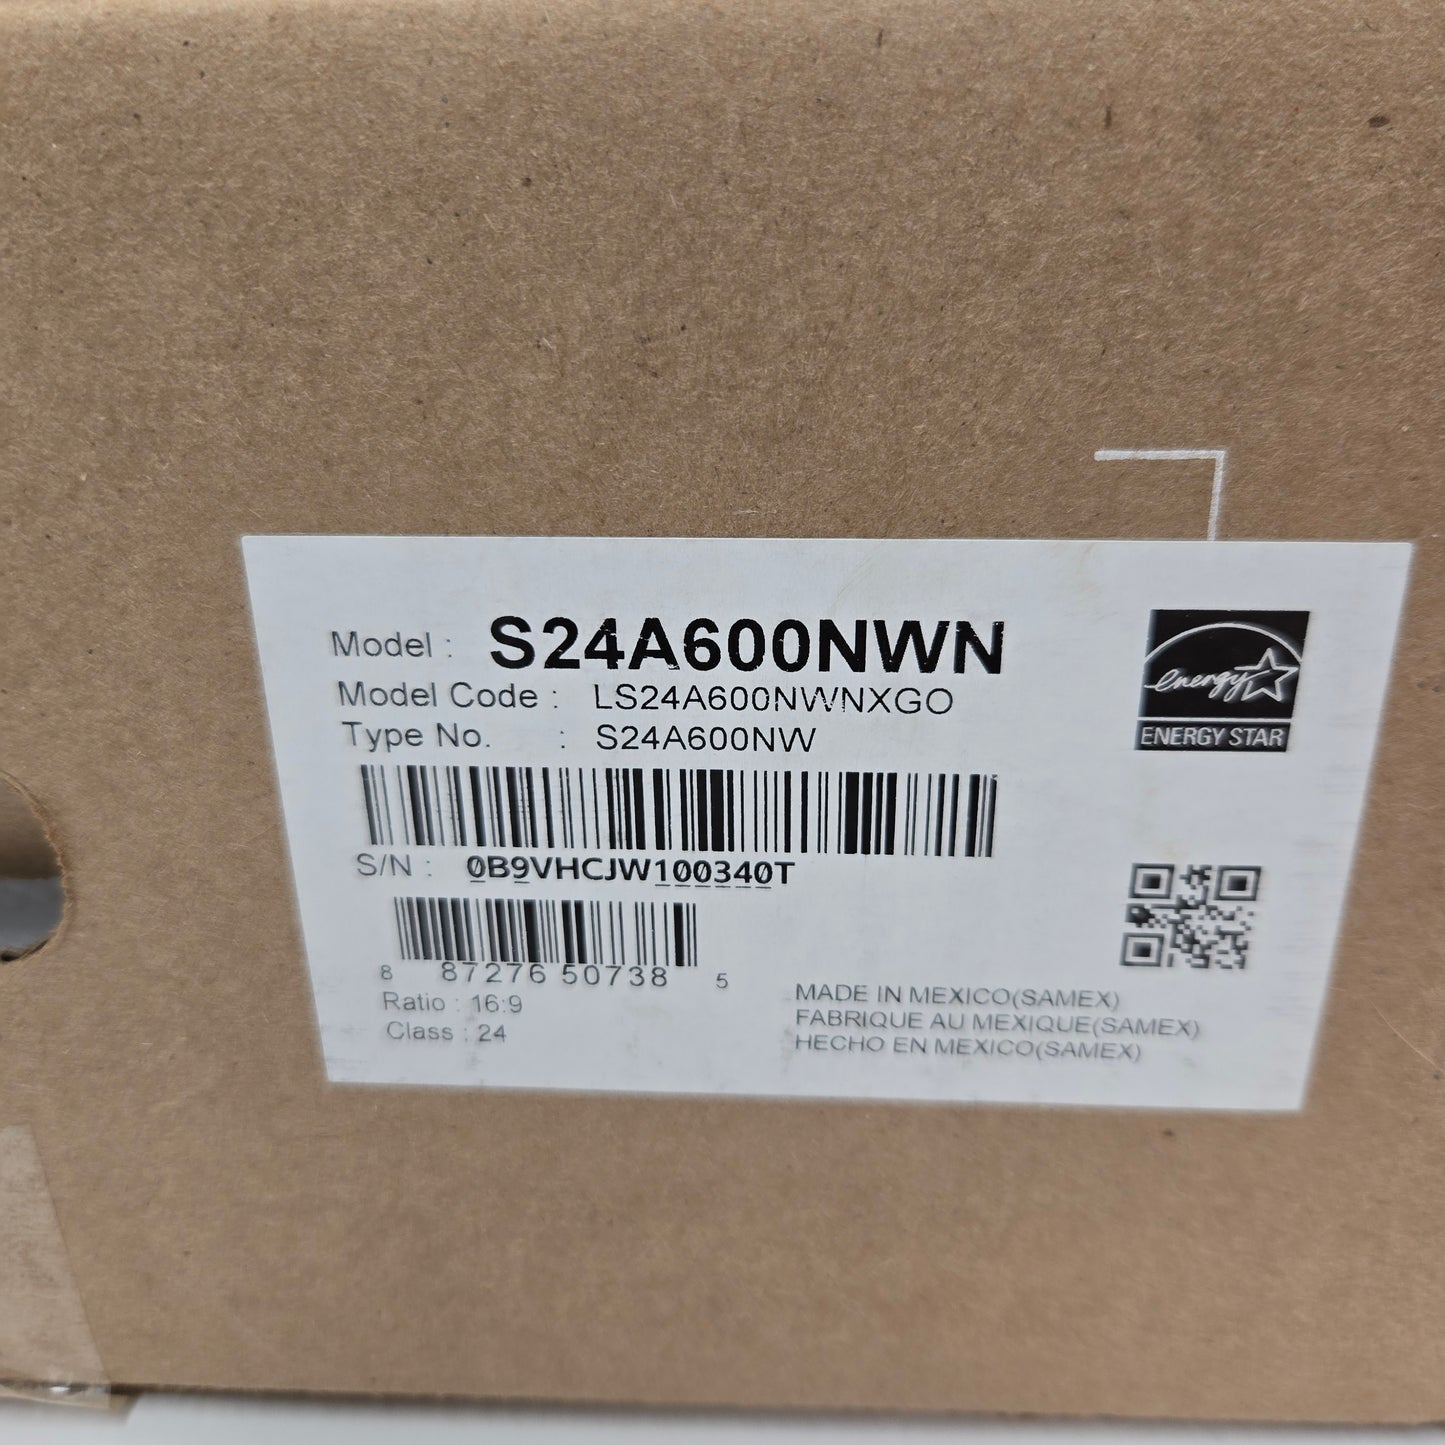 Model : S24A600NWN
Model Code : LS24A600NWNXGO
Type No. : S24A600NW
energy
ENERGY STAR
S/N : 0B9VHCJW100340T
8 87276 50738 5
Ratio : 16:9
Class : 24
MADE IN MEXICO(SAMEX)
FABRIQUE AU MEXIQUE(SAMEX)
HECHO EN MEXICO(SAMEX)